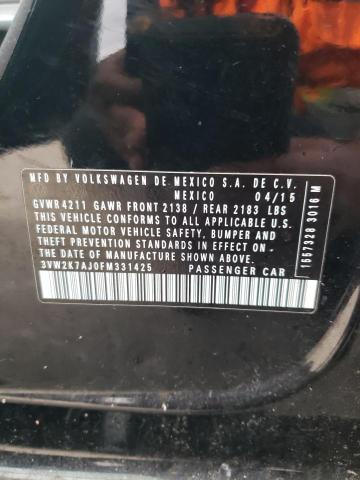 MFD BY VOLKSWAGEN DE MEXICO S.A. DE C.V.
MEXICO 04/15
GVWR 4211 GAWR FRONT 2138 / REAR 2183 LBS
THIS VEHICLE CONFORMS TO ALL APPLICABLE U.S.
FEDERAL MOTOR VEHICLE SAFETY, BUMPER AND
THEFT PREVENTION STANDARDS IN EFFECT ON
THE DATE OF MANUFACTURE SHOWN ABOVE.
3VW2K7AJ0FM331425 PASSENGER CAR
1557328 3016 M